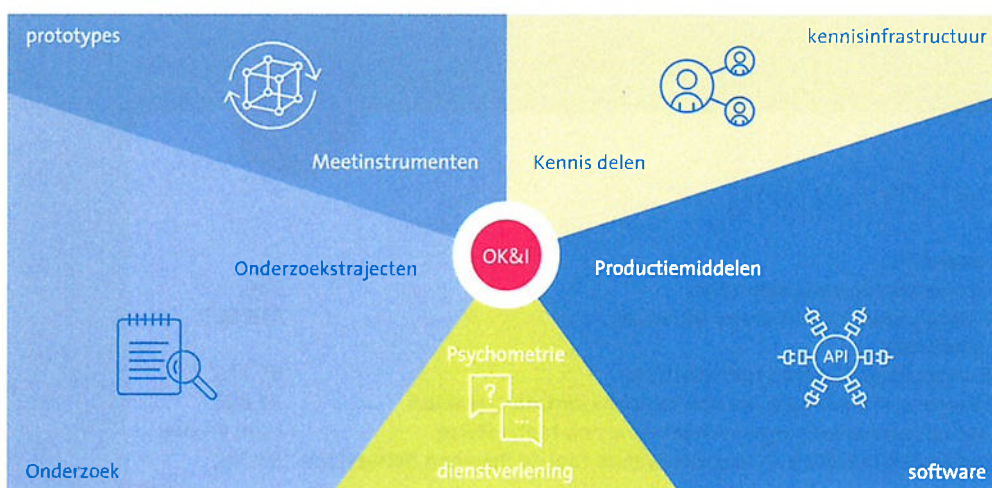 prototypes
Meetinstrumenten
kennisinfrastructuur
Kennis delen
Onderzoekstrajecten
OK&I
Productiemiddelen
Onderzoek
Psychometrie
?
...
dienstverlening
API
software